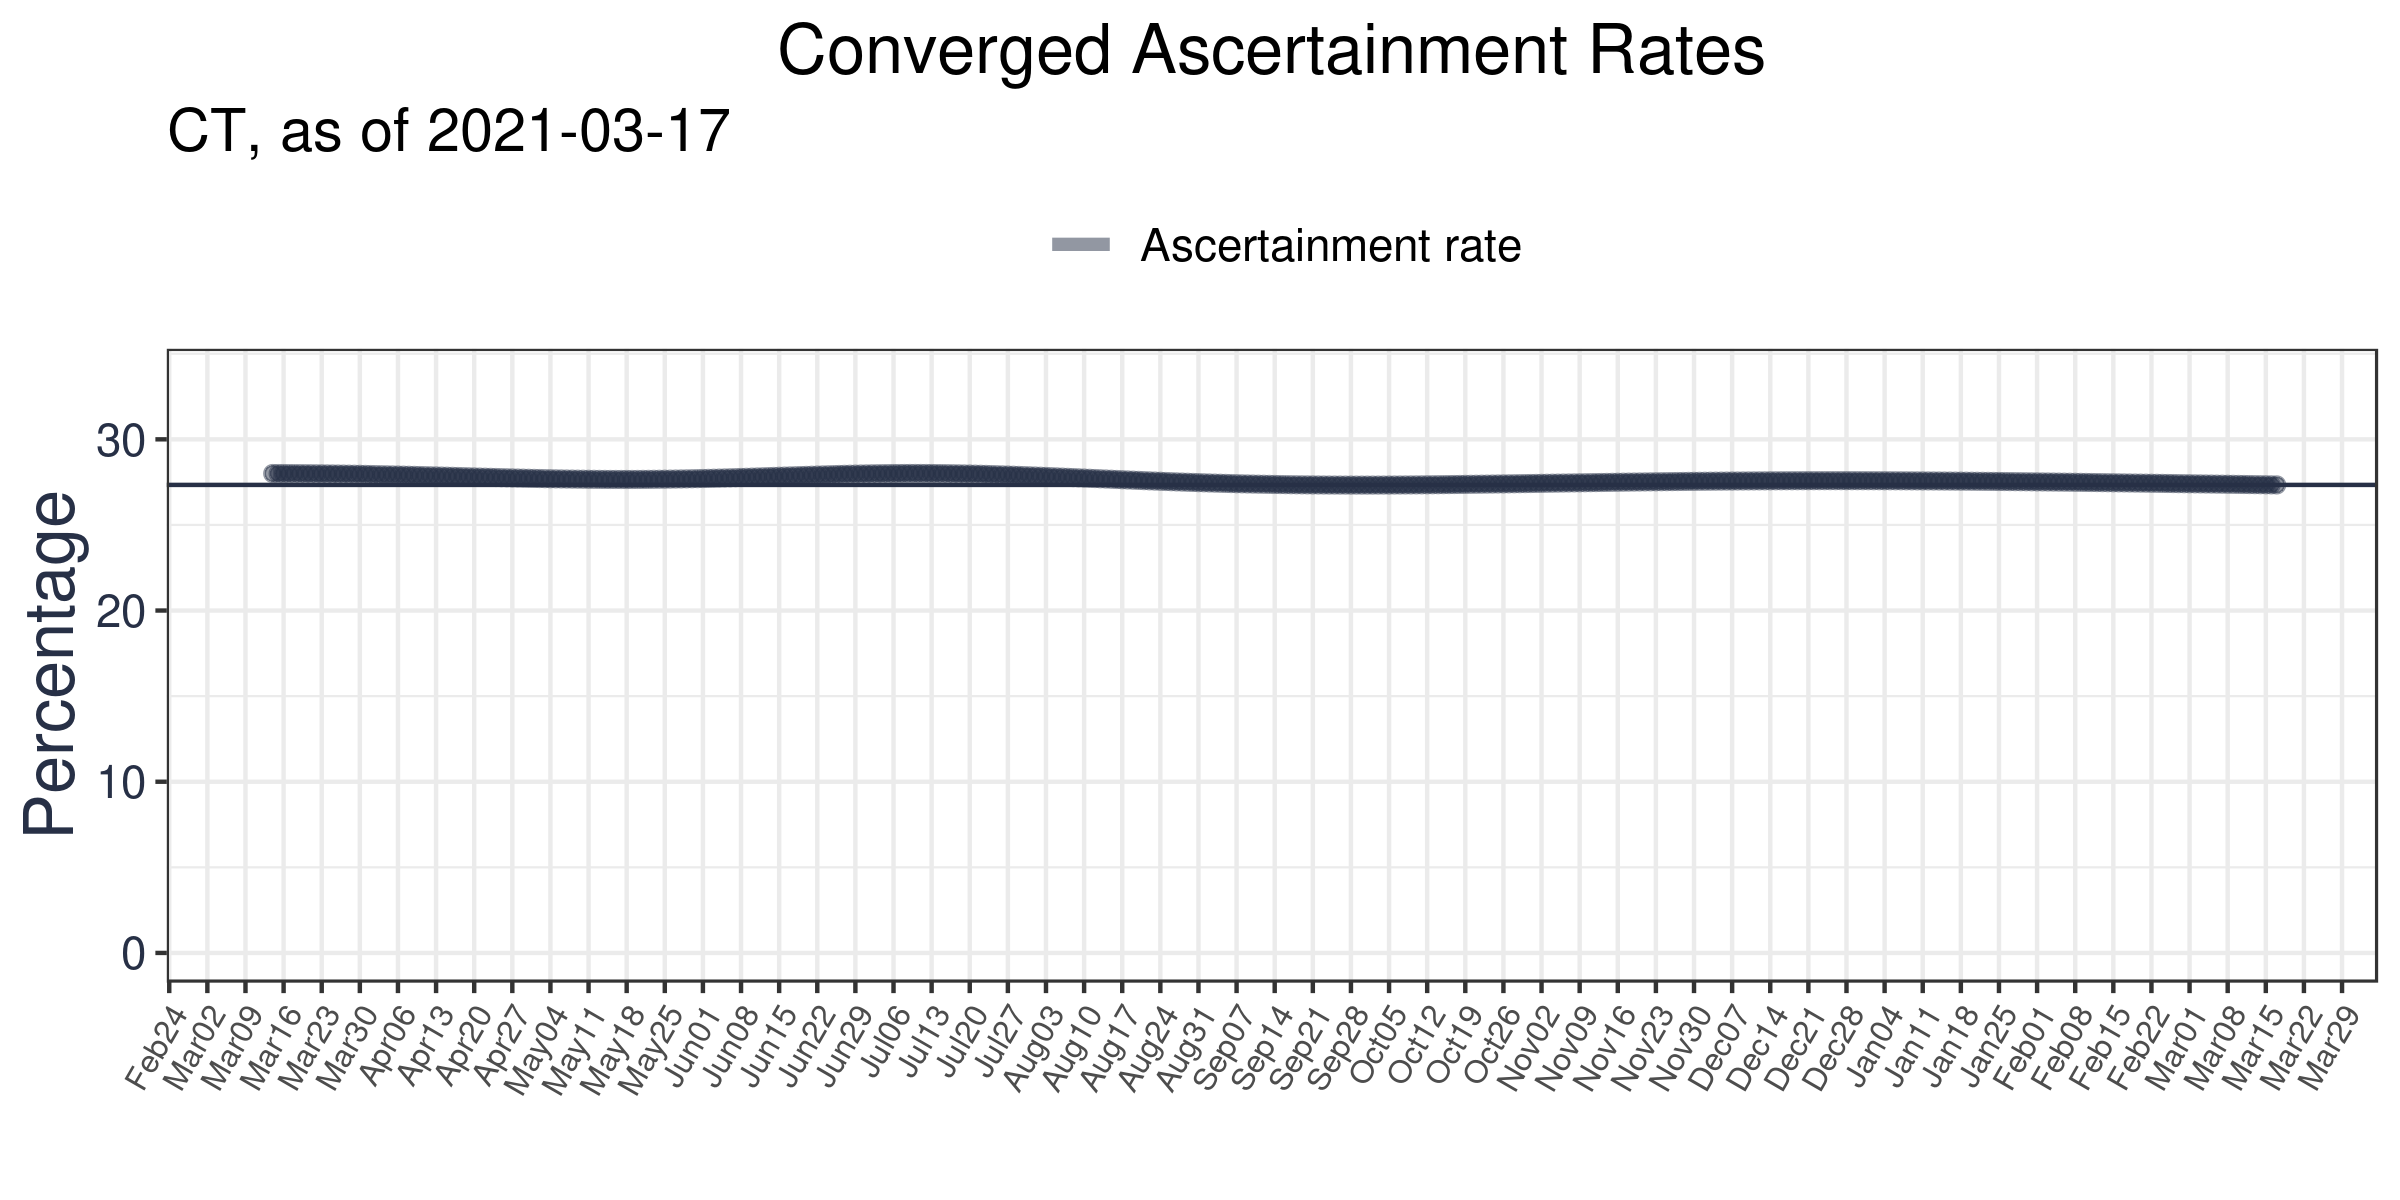 Converged Ascertainment Rates
CT, as of 2021-03-17
Ascertainment rate
Percentage
30
20
10
0
Feb24 Mar02 Mar09 Mar16 Mar23 Mar30 Apr06 Apr13 Apr20 Apr27 May04 May11 May18 May25 Jun01 Jun08 Jun15 Jun22 Jun29 Jul06 Jul13 Jul20 Jul27 Aug03 Aug10 Aug17 Aug24 Aug31 Sep07 Sep14 Sep21 Sep28 Oct05 Oct12 Oct19 Oct26 Nov02 Nov09 Nov16 Nov23 Nov30 Dec07 Dec14 Dec21 Dec28 Jan04 Jan11 Jan18 Jan25 Feb01 Feb08 Feb15 Feb22 Mar01 Mar08 Mar15 Mar22 Mar29